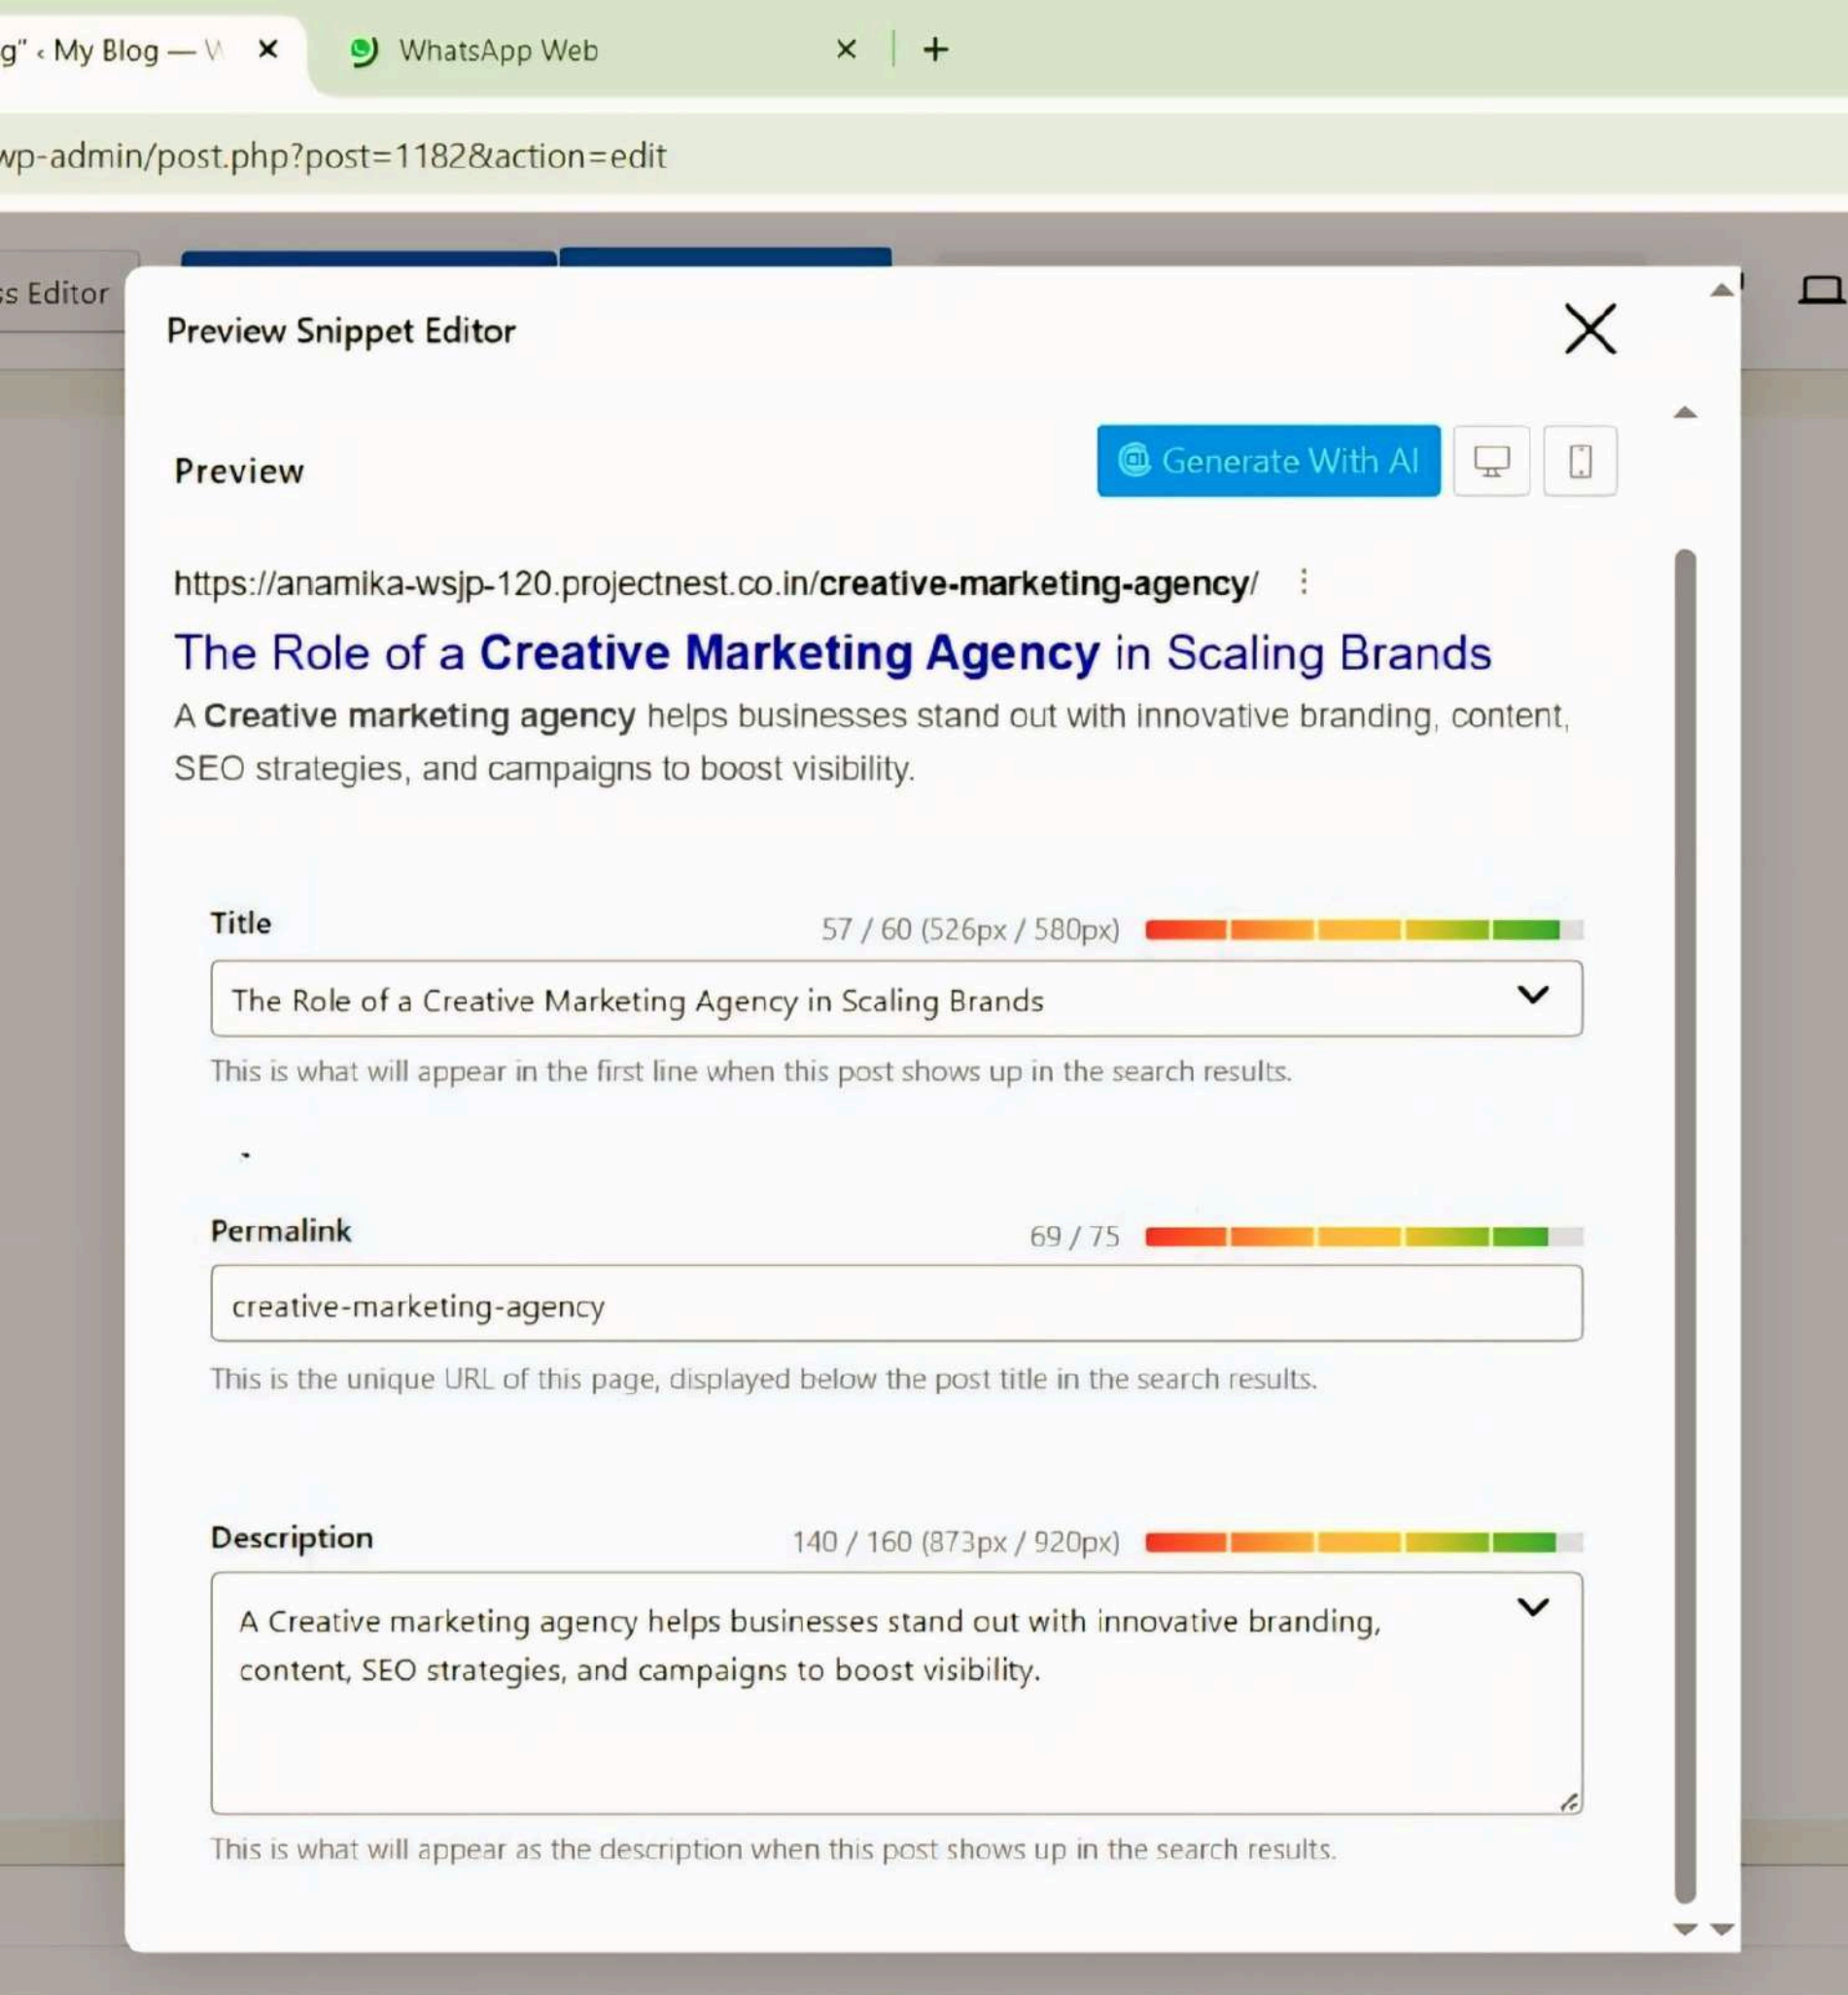 g" ‹ My Blog —
WhatsApp Web
wp-admin/post.php?post=1182&action=edit
Editor
Preview Snippet Editor
Preview
Generate With AI
https://anamika-wsjp-120.projectnest.co.in/creative-marketing-agency/
The Role of a Creative Marketing Agency in Scaling Brands
A Creative marketing agency helps businesses stand out with innovative branding, content,
SEO strategies, and campaigns to boost visibility.
Title
57 / 60 (526px / 580px)
The Role of a Creative Marketing Agency in Scaling Brands
This is what will appear in the first line when this post shows up in the search results.
Permalink
69 / 75
creative-marketing-agency
This is the unique URL of this page, displayed below the post title in the search results.
Description
140 / 160 (873px / 920px)
A Creative marketing agency helps businesses stand out with innovative branding,
content, SEO strategies, and campaigns to boost visibility.
This is what will appear as the description when this post shows up in the search results.